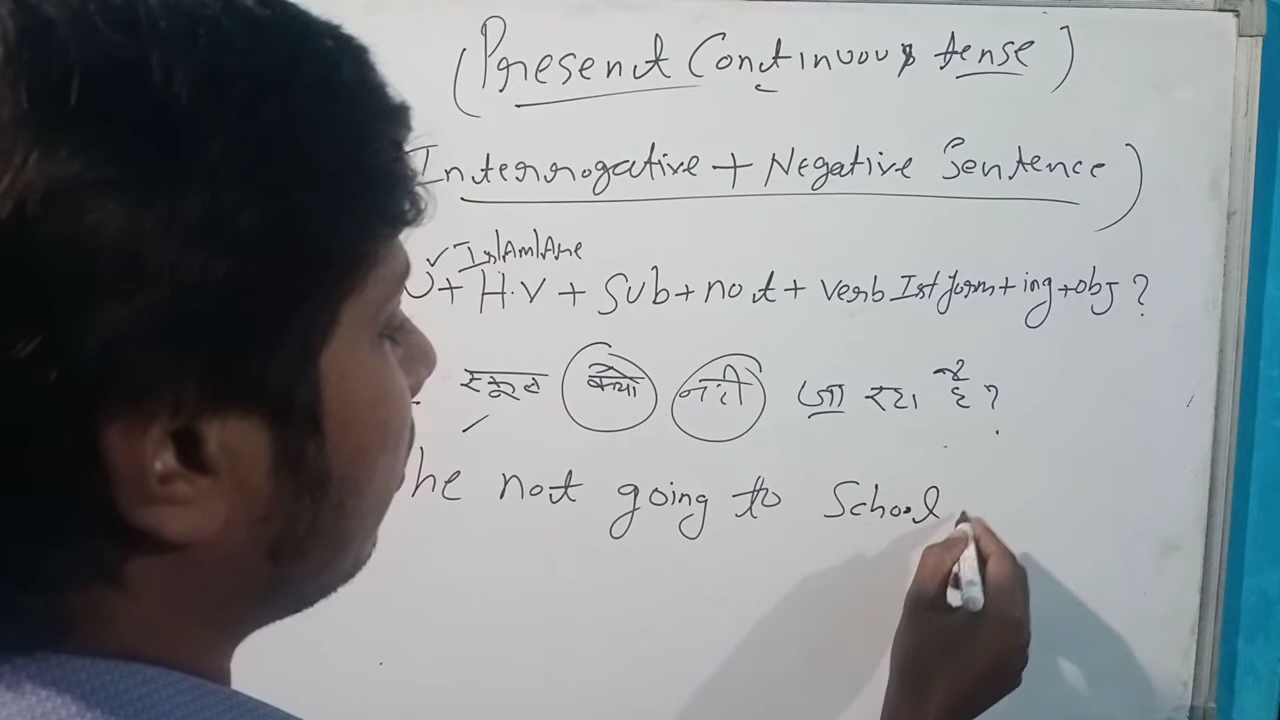 (Present Continuous tense)
Interrogative + Negative Sentence)
✓ Is/Am/Are
+ H.V + Sub + not + verb Ist form + ing + obj ?
स्कूल क्यो नही जा रहा है ?
he not going to School